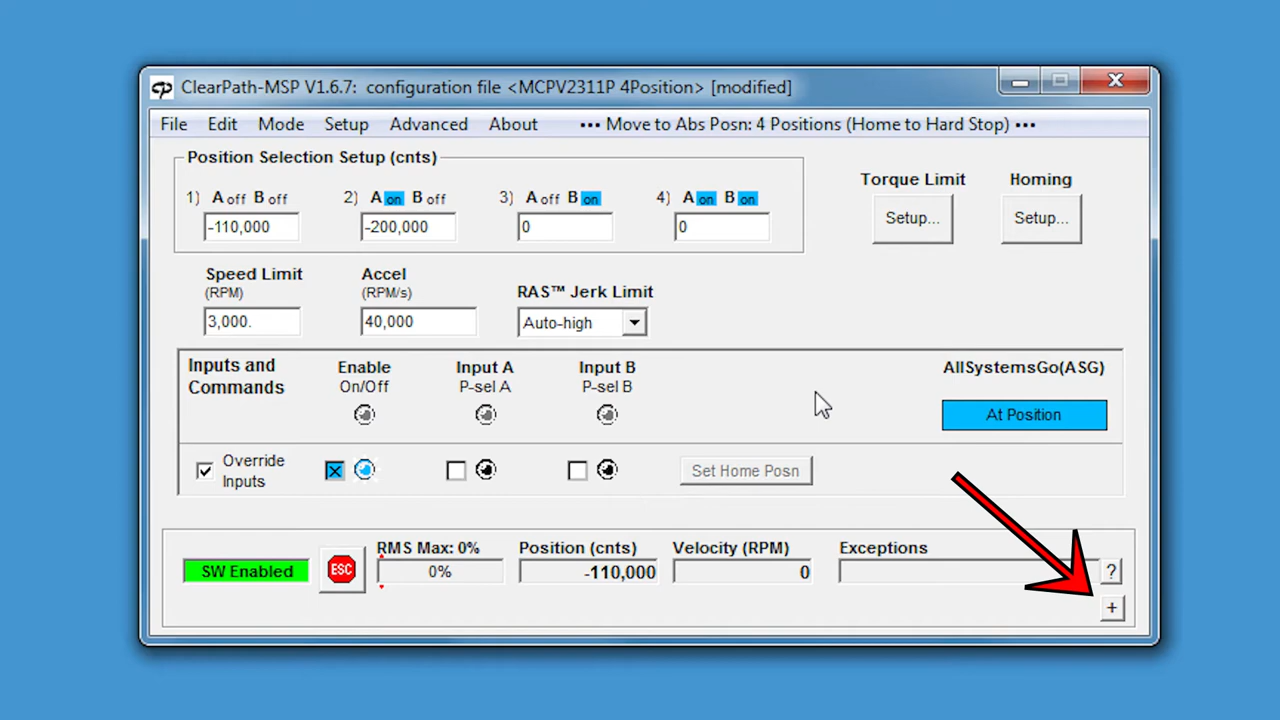 ClearPath-MSP V1.6.7: configuration file <MCPV2311P 4Position> [modified]
File Edit Mode Setup Advanced About ••• Move to Abs Posn: 4 Positions (Home to Hard Stop) •••
Position Selection Setup (cnts)
1) A off B off 2) A on B off 3) A off B on 4) A on B on
-110,000 -200,000 0 0
Torque Limit Homing
Setup... Setup...
Speed Limit Accel
(RPM) (RPM/s) RAS™ Jerk Limit
3,000. 40,000 Auto-high
Inputs and Commands
Enable Input A Input B AllSystemsGo(ASG)
On/Off P-sel A P-sel B
At Position
Override Inputs
Set Home Posn
RMS Max: 0% Position (cnts) Velocity (RPM) Exceptions
SW Enabled ESC 0% -110,000 0 ?
+